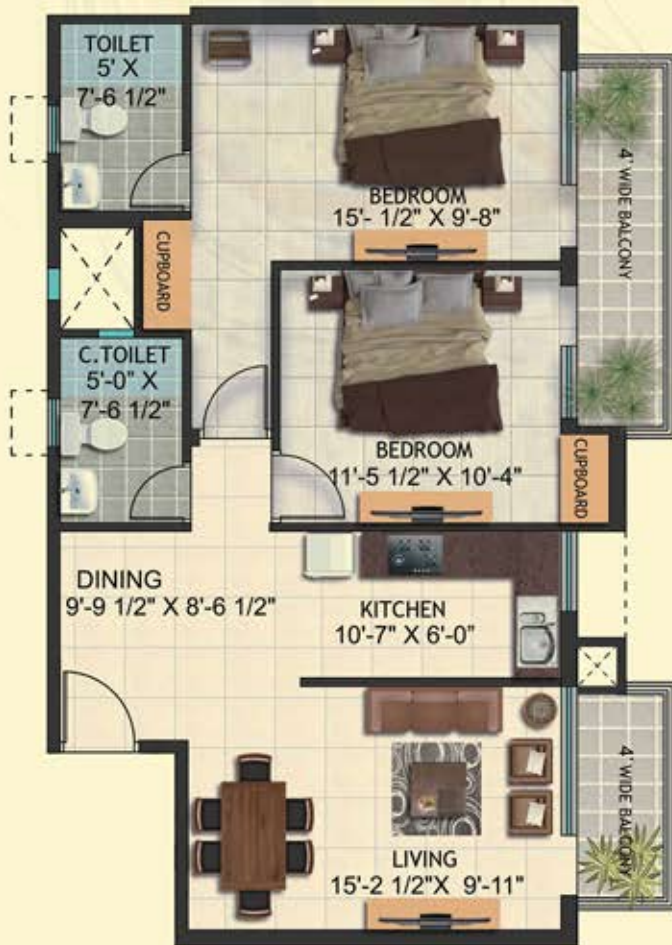 TOILET
5' X
7'-6 1/2"
BEDROOM
15'- 1/2" X 9'-8"
4' WIDE BALCONY
CUPBOARD
C.TOILET
5'-0" X
7'-6 1/2"
BEDROOM
11'-5 1/2" X 10'-4"
CUPBOARD
DINING
9'-9 1/2" X 8'-6 1/2"
KITCHEN
10'-7" X 6'-0"
4' WIDE BALCONY
LIVING
15'-2 1/2"X 9'-11"